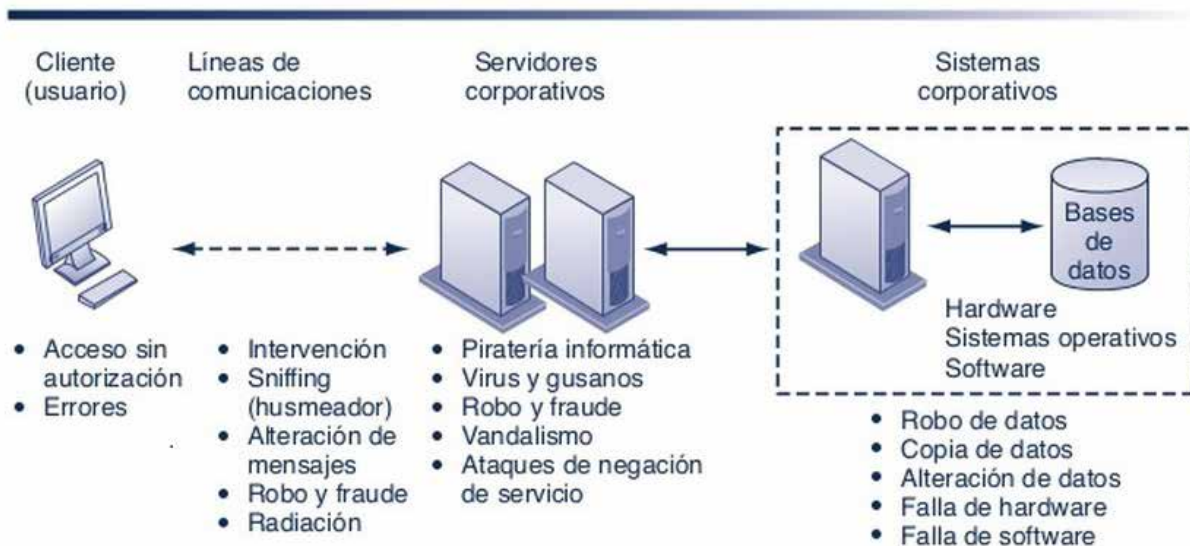 Cliente
(usuario)
Líneas de
comunicaciones
Servidores
corporativos
Sistemas
corporativos
Bases
de
datos
Hardware
Sistemas operativos
Software
• Acceso sin
autorización
• Errores
• Intervención
• Sniffing
(husmeador)
• Alteración de
mensajes
• Robo y fraude
• Radiación
• Piratería informática
• Virus y gusanos
• Robo y fraude
• Vandalismo
• Ataques de negación
de servicio
• Robo de datos
• Copia de datos
• Alteración de datos
• Falla de hardware
• Falla de software